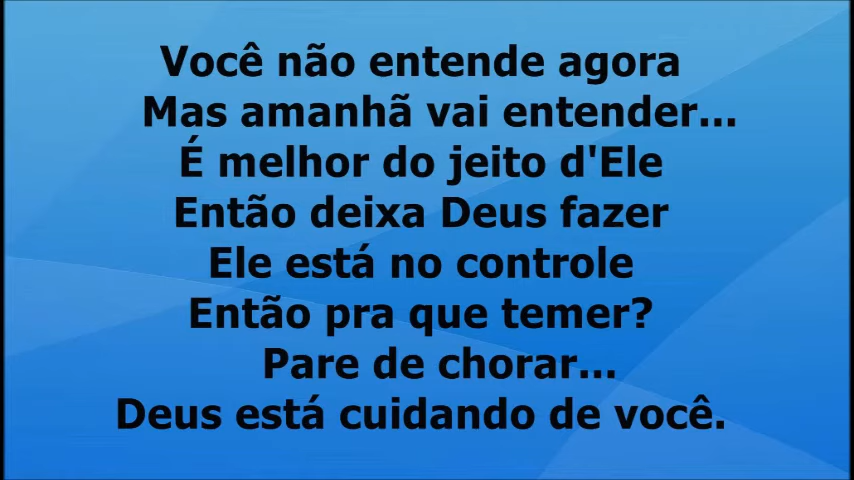 Você não entende agora
Mas amanhã vai entender...
É melhor do jeito d'Ele
Então deixa Deus fazer
Ele está no controle
Então pra que temer?
Pare de chorar...
Deus está cuidando de você.